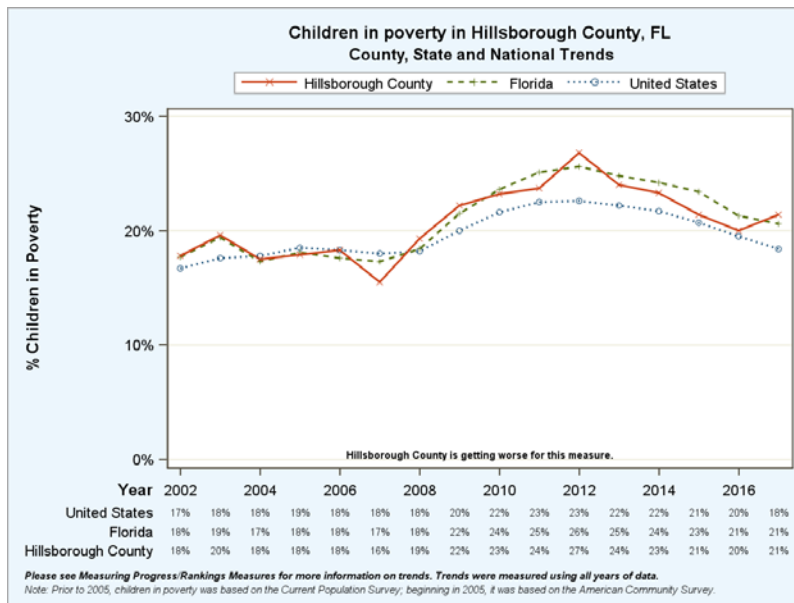 Children in poverty in Hillsborough County, FL
County, State and National Trends
Hillsborough County Florida United States
30%
20%
10%
0%
% Children in Poverty
Hillsborough County is getting worse for this measure.
Year 2002 2004 2006 2008 2010 2012 2014 2016
United States 17% 18% 18% 19% 18% 18% 18% 20% 22% 23% 23% 22% 22% 21% 20% 18%
Florida 18% 19% 17% 18% 18% 17% 18% 22% 24% 25% 26% 25% 24% 23% 21% 21%
Hillsborough County 18% 20% 18% 18% 18% 16% 19% 22% 23% 24% 27% 24% 23% 21% 20% 21%
Please see Measuring Progress/Rankings Measures for more information on trends. Trends were measured using all years of data.
Note: Prior to 2005, children in poverty was based on the Current Population Survey; beginning in 2005, it was based on the American Community Survey.